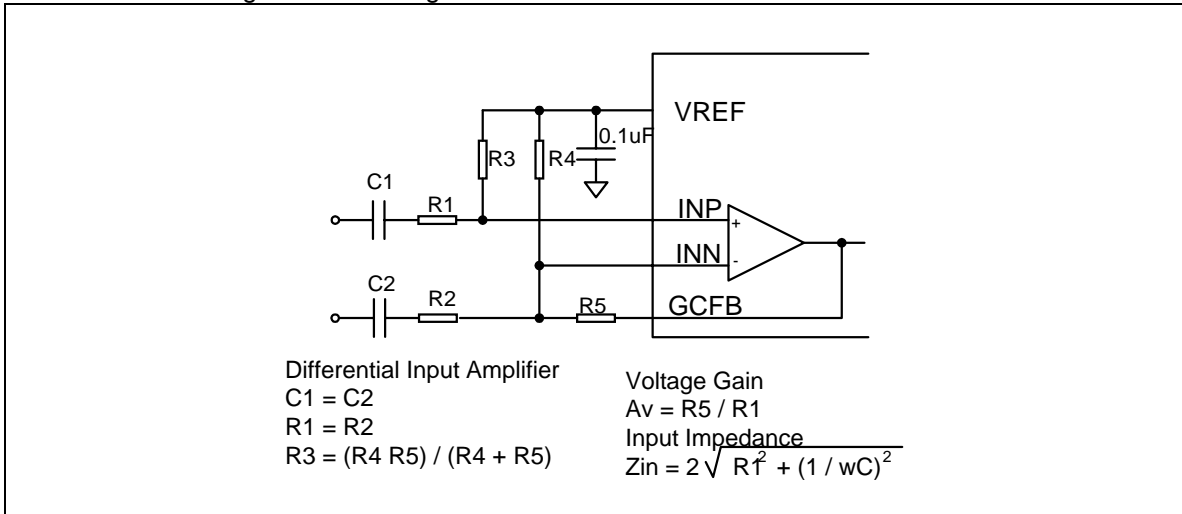 VREF
0.1uF
R3
R4
C1
R1
INP
+
INN
-
C2
R2
R5
GCFB
Differential Input Amplifier
C1 = C2
R1 = R2
R3 = (R4 R5) / (R4 + R5)
Voltage Gain
Av = R5 / R1
Input Impedance
Zin = 2√ R1² + (1 / wC)²